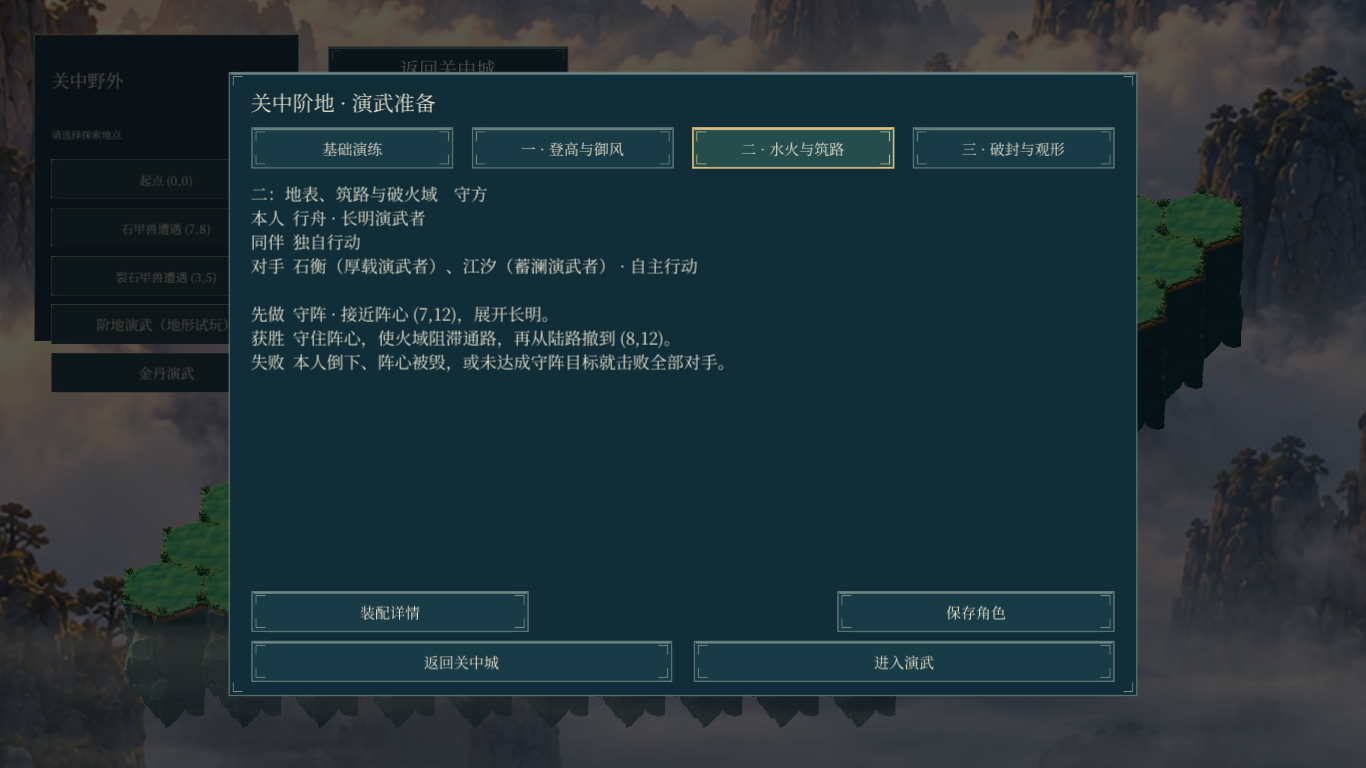 关中野外
返回关中城
请选择探索地点
起点 (0,0)
石甲兽遭遇 (7,8)
裂石甲兽遭遇 (3,5)
阶地演武（地形试玩）
金丹演武
关中阶地 · 演武准备
基础演练
一 · 登高与御风
二 · 水火与筑路
三 · 破封与观形
二：地表、筑路与破火域　守方
本人 行舟 · 长明演武者
同伴 独自行动
对手 石衡（厚载演武者）、江汐（蓄澜演武者） · 自主行动
先做 守阵 · 接近阵心 (7,12)，展开长明。
获胜 守住阵心，使火域阻滞通路，再从陆路撤到 (8,12)。
失败 本人倒下、阵心被毁，或未达成守阵目标就击败全部对手。
装配详情
保存角色
返回关中城
进入演武